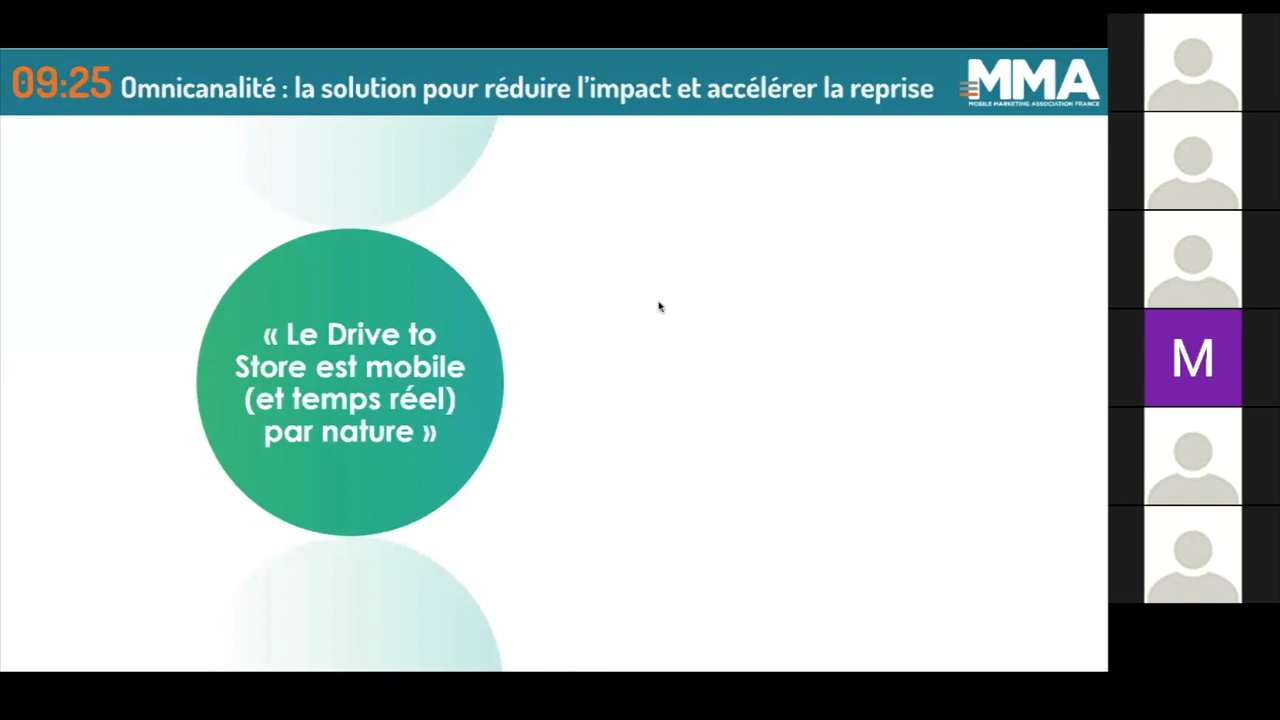 09:25 Omnicanalité : la solution pour réduire l'impact et accélérer la reprise
MMA
MOBILE MARKETING ASSOCIATION FRANCE
« Le Drive to
Store est mobile
(et temps réel)
par nature »
M